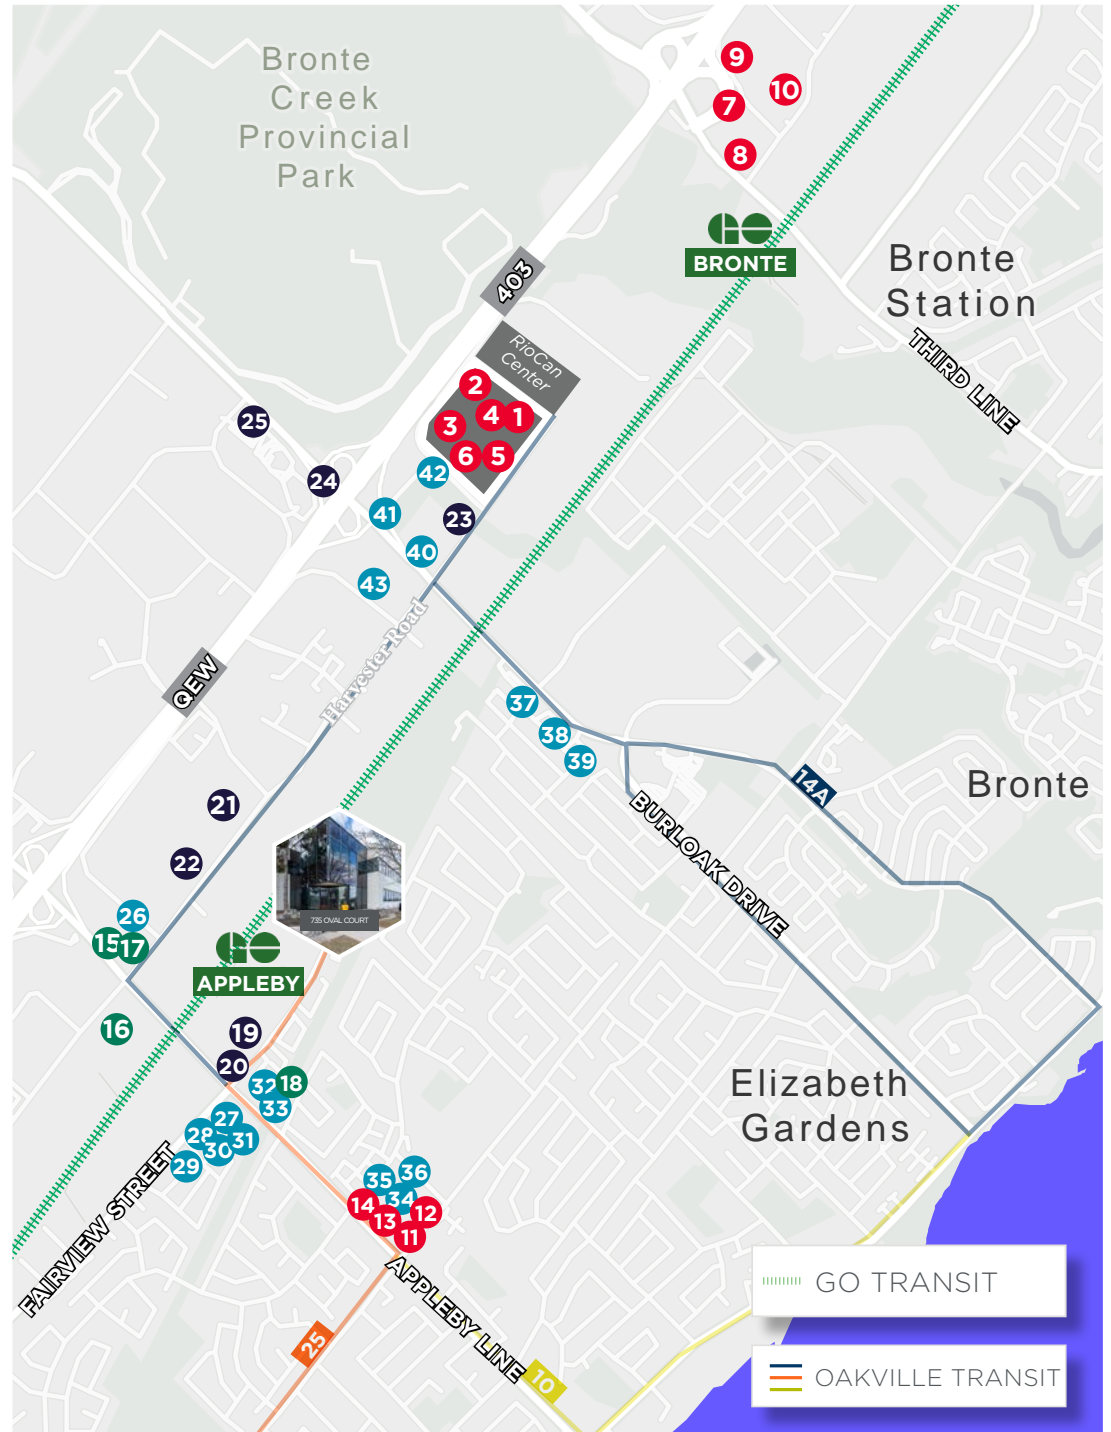 Bronte
Creek
Provincial
Park
9
10
7
8
BRONTE
Bronte
Station
403
THIRD LINE
RioCan
Center
2
4
1
3
6
5
25
24
42
41
23
40
43
Harvester Road
QEW
37
38
39
14A
Bronte
BURLOAK DRIVE
21
22
735 OVAL COURT
26
15
17
APPLEBY
16
19
20
32
18
33
27
28
31
30
29
Elizabeth
Gardens
FAIRVIEW STREET
35
36
34
14
12
13
11
APPLEBY LINE
25
10
GO TRANSIT
OAKVILLE TRANSIT